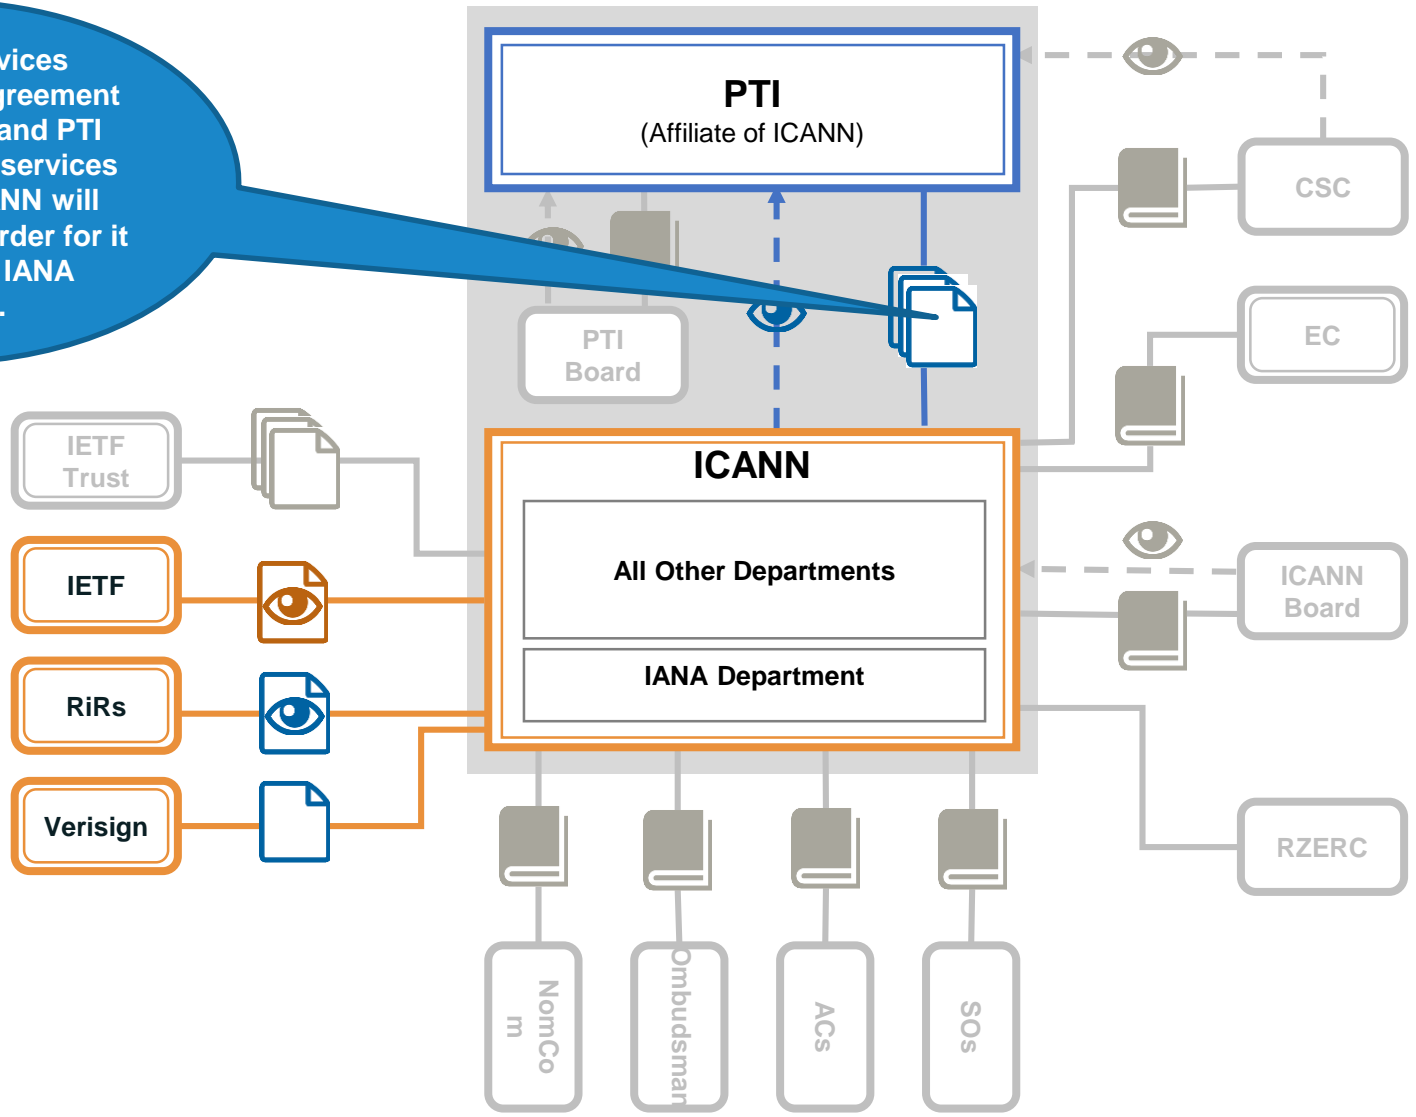 vices
greement
and PTI
services
NN will
rder for it
IANA
.
PTI
(Affiliate of ICANN)
CSC
PTI
Board
EC
IETF
Trust
ICANN
All Other Departments
IETF
ICANN
Board
IANA Department
RiRs
Verisign
RZERC
NomCo
m
Ombudsman
ACs
SOs